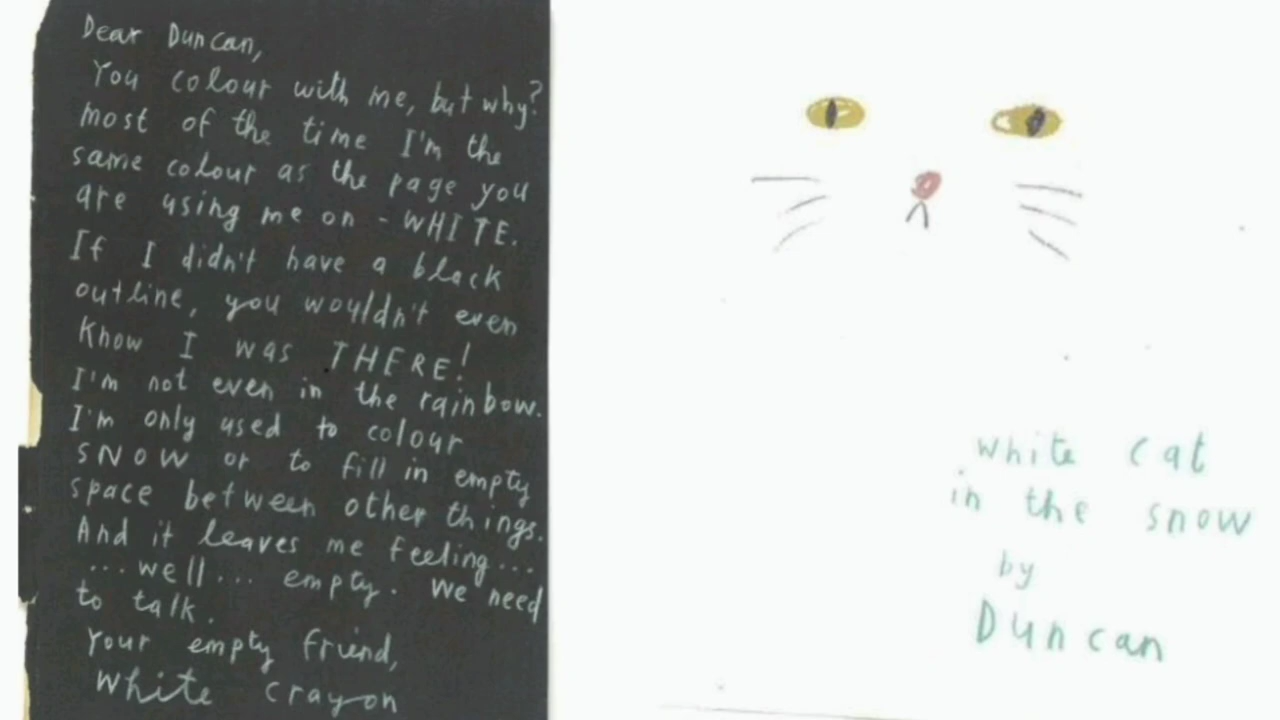 Dear Duncan,
You colour with me, but why?
most of the time I'm the
same colour as the page you
are using me on - WHITE.
If I didn't have a black
outline, you wouldn't even
know I was THERE!
I'm not even in the rainbow.
I'm only used to colour
SNOW or to fill in empty
space between other things.
And it leaves me feeling...
...well... empty. We need
to talk.
Your empty friend,
White crayon
white cat
in the snow
by
Duncan